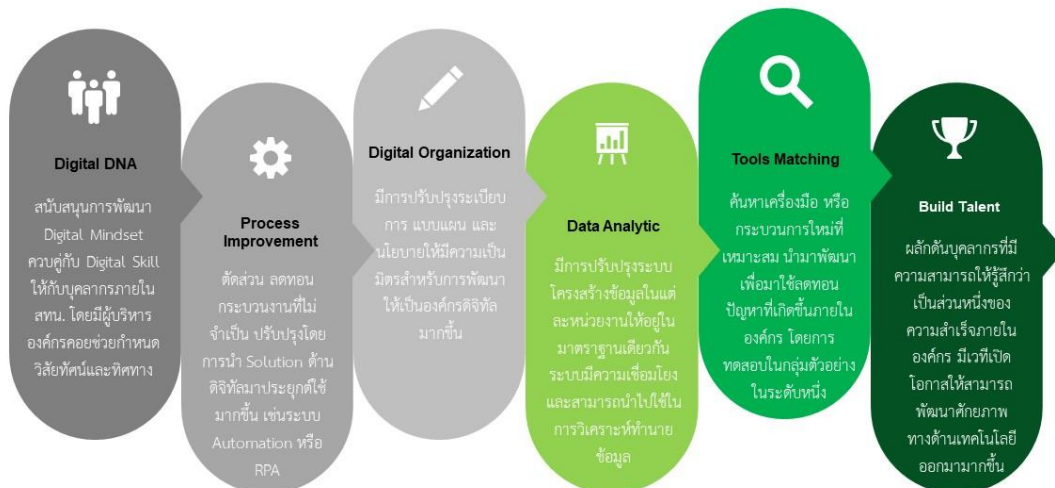 Digital DNA
สนับสนุนการพัฒนา
Digital Mindset
ควบคู่กับ Digital Skill
ให้กับบุคลากรภายใน
สทน. โดยมีผู้บริหาร
องค์กรคอยช่วยกำหนด
วิสัยทัศน์และทิศทาง
Process
Improvement
ตัดส่วน ลดทอน
กระบวนงานที่ไม่
จำเป็น ปรับปรุงโดย
การนำ Solution ด้าน
ดิจิทัลมาประยุกต์ใช้
มากขึ้น เช่นระบบ
Automation หรือ
RPA
Digital Organization
มีการปรับปรุงระเบียบ
การ แบบแผน และ
นโยบายให้มีความเป็น
มิตรสำหรับการพัฒนา
ให้เป็นองค์กรดิจิทัล
มากขึ้น
Data Analytic
มีการปรับปรุงระบบ
โครงสร้างข้อมูลในแต่
ละหน่วยงานให้อยู่ใน
มาตราฐานเดียวกัน
ระบบมีความเชื่อมโยง
และสามารถนำไปใช้ใน
การวิเคราะห์ทำนาย
ข้อมูล
Tools Matching
ค้นหาเครื่องมือ หรือ
กระบวนการใหม่ที่
เหมาะสม นำมาพัฒนา
เพื่อมาใช้ลดทอน
ปัญหาที่เกิดขึ้นภายใน
องค์กร โดยการ
ทดสอบในกลุ่มตัวอย่าง
ในระดับหนึ่ง
Build Talent
ผลักดันบุคลากรที่มี
ความสามารถให้รู้สึกว่า
เป็นส่วนหนึ่งของ
ความสำเร็จภายใน
องค์กร มีเวทีเปิด
โอกาสให้สามารถ
พัฒนาศักยภาพ
ทางด้านเทคโนโลยี
ออกมามากขึ้น